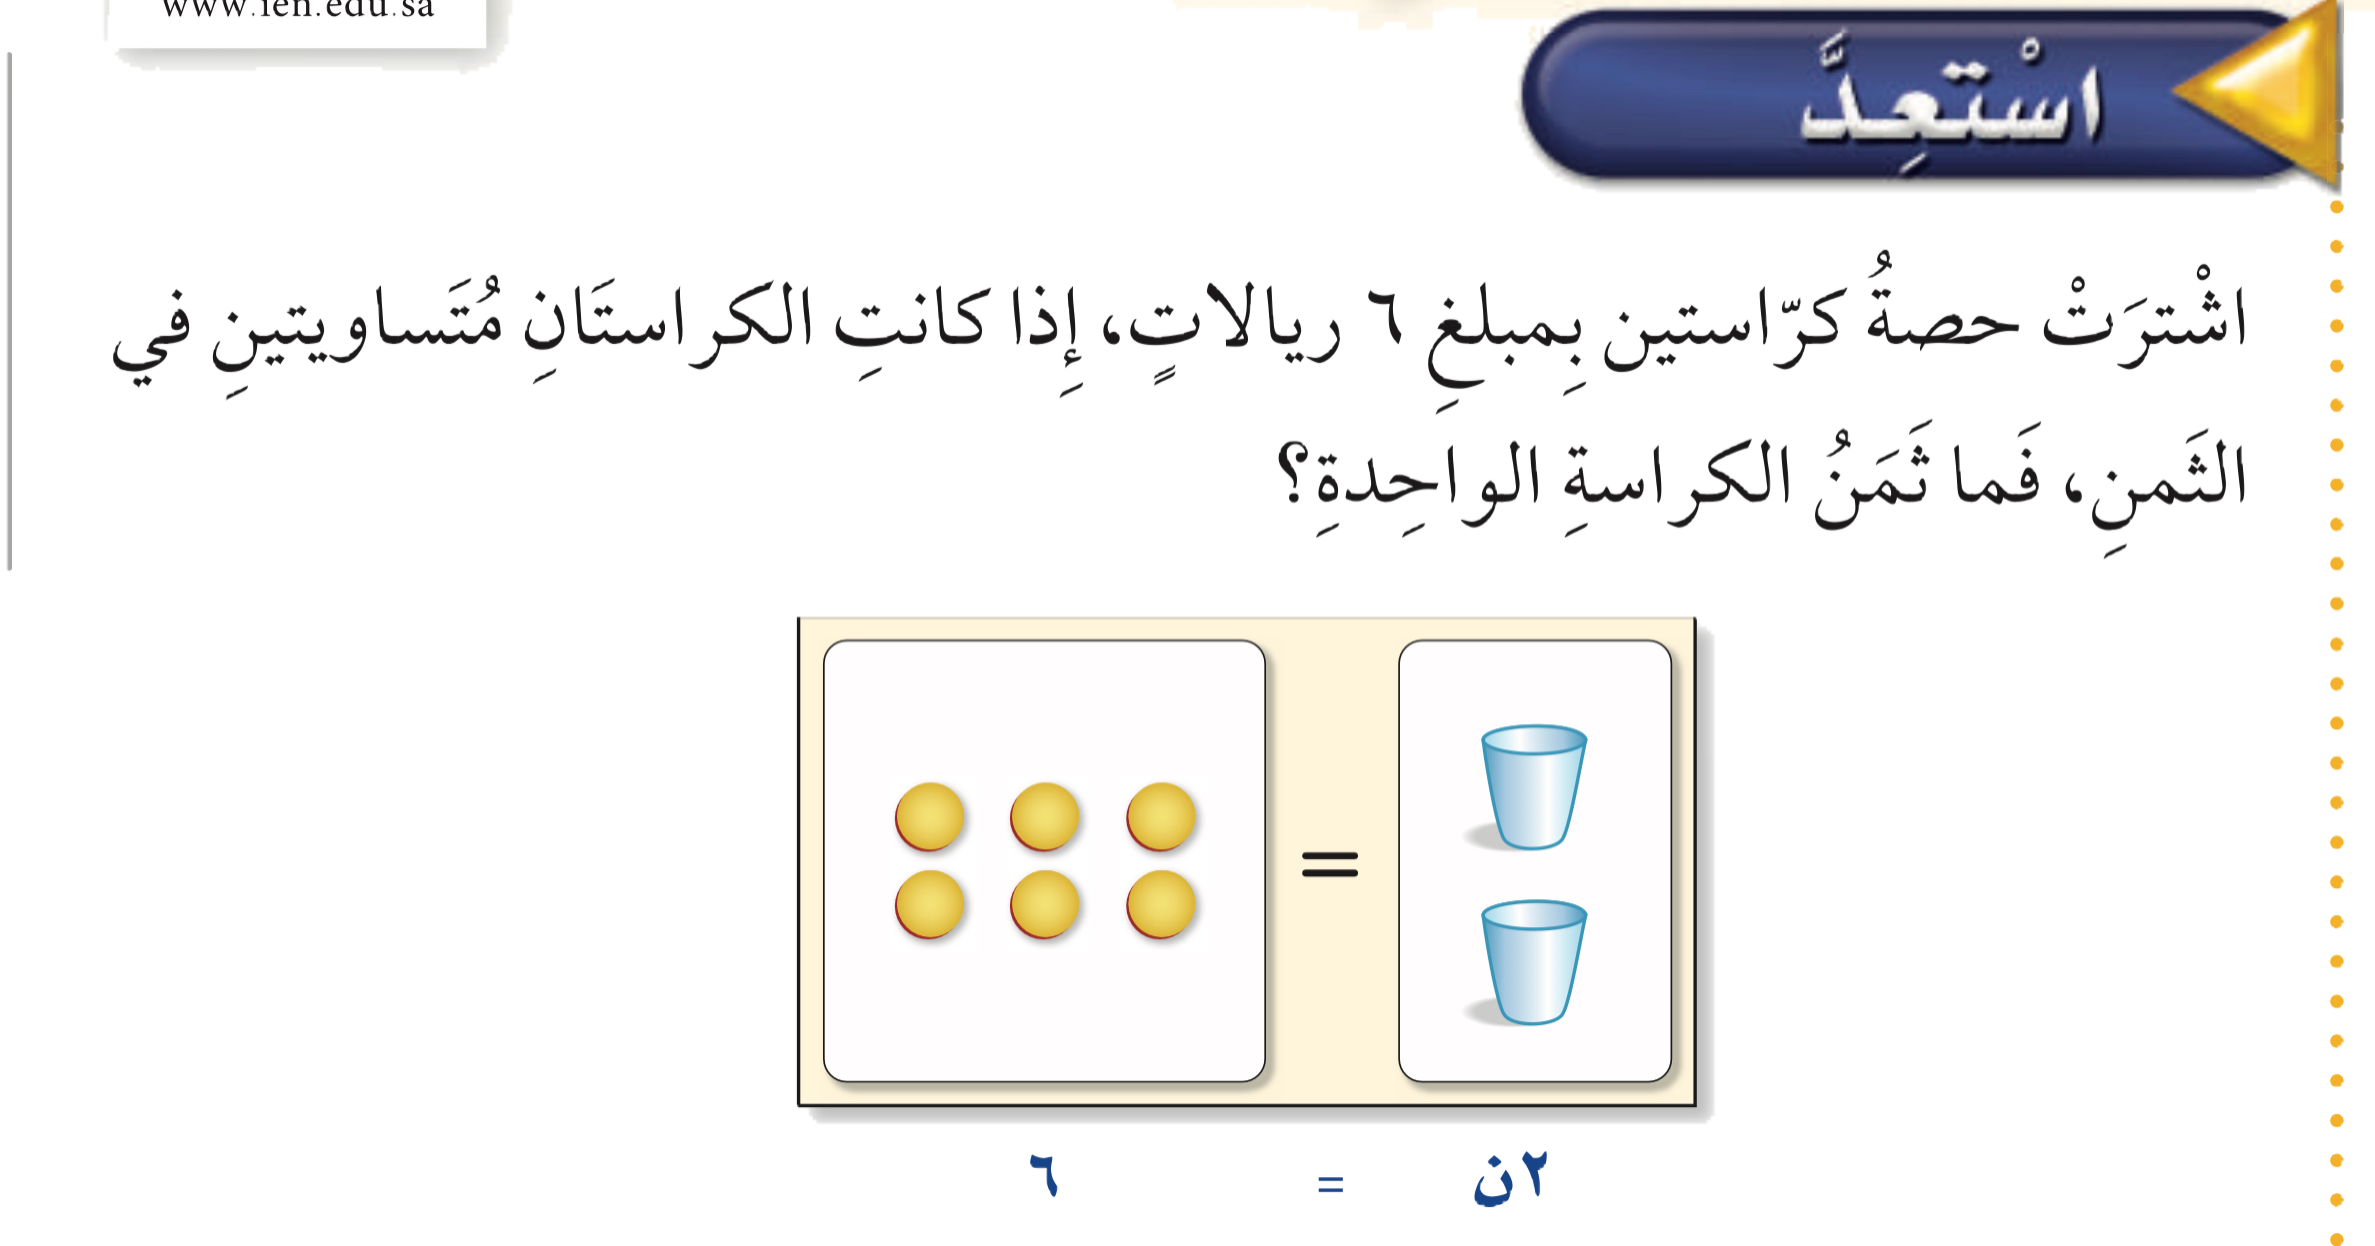 www.ien.edu.sa
اسْتَعِدَّ
اشْترَتْ حصةُ كرّاستين بِمبلغِ ٦ ريالاتٍ، إِذا كانتِ الكراستَانِ مُتَساويتينِ في
الثَمنِ، فَما ثَمَنُ الكراسةِ الواحِدةِ؟
=
٢ن = ٦